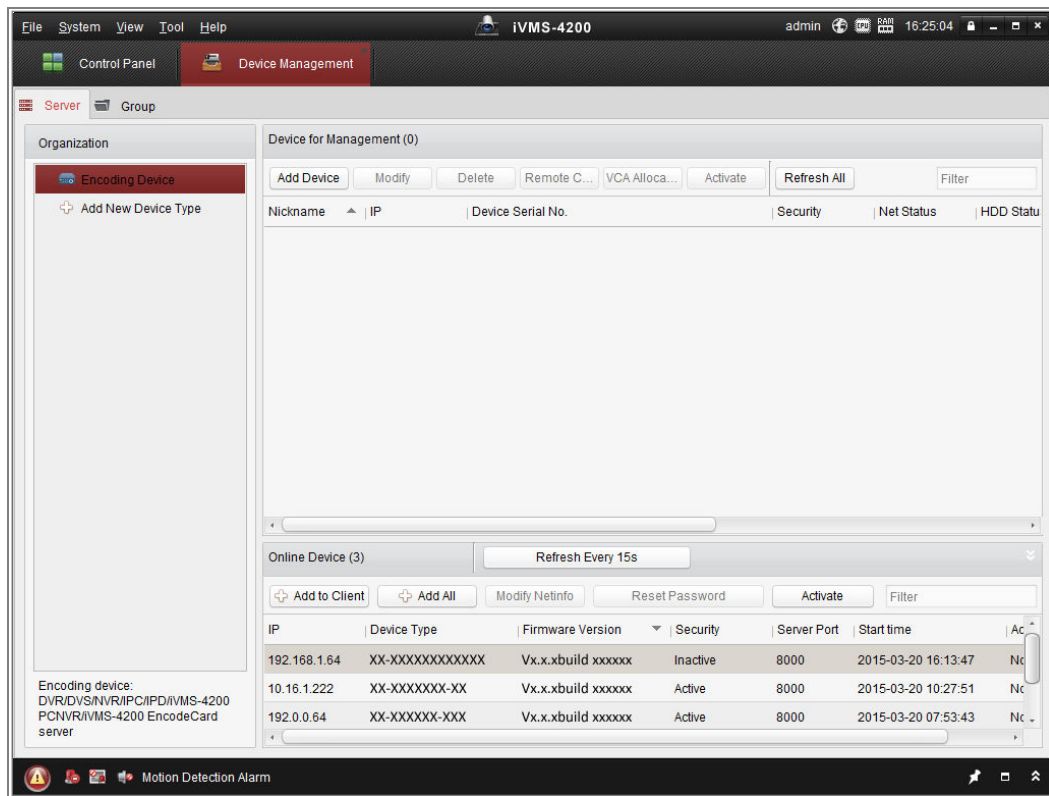 File System View Tool Help iVMS-4200 admin CPU RAM 16:25:04
Control Panel Device Management
Server Group
Organization
Encoding Device
Add New Device Type
Encoding device:
DVR/DVS/NVR/IPC/IPD/iVMS-4200
PCNVR/iVMS-4200 EncodeCard
server
Device for Management (0)
Add Device Modify Delete Remote C... VCA Alloca... Activate Refresh All Filter
Nickname IP Device Serial No. Security Net Status HDD Statu
Online Device (3) Refresh Every 15s
Add to Client Add All Modify Netinfo Reset Password Activate Filter
IP Device Type Firmware Version Security Server Port Start time Ac
192.168.1.64 XX-XXXXXXXXXXXX Vx.x.xbuild xxxxxx Inactive 8000 2015-03-20 16:13:47 No
10.16.1.222 XX-XXXXXXX-XX Vx.x.xbuild xxxxxx Active 8000 2015-03-20 10:27:51 No
192.0.0.64 XX-XXXXXX-XXX Vx.x.xbuild xxxxxx Active 8000 2015-03-20 07:53:43 No
Motion Detection Alarm